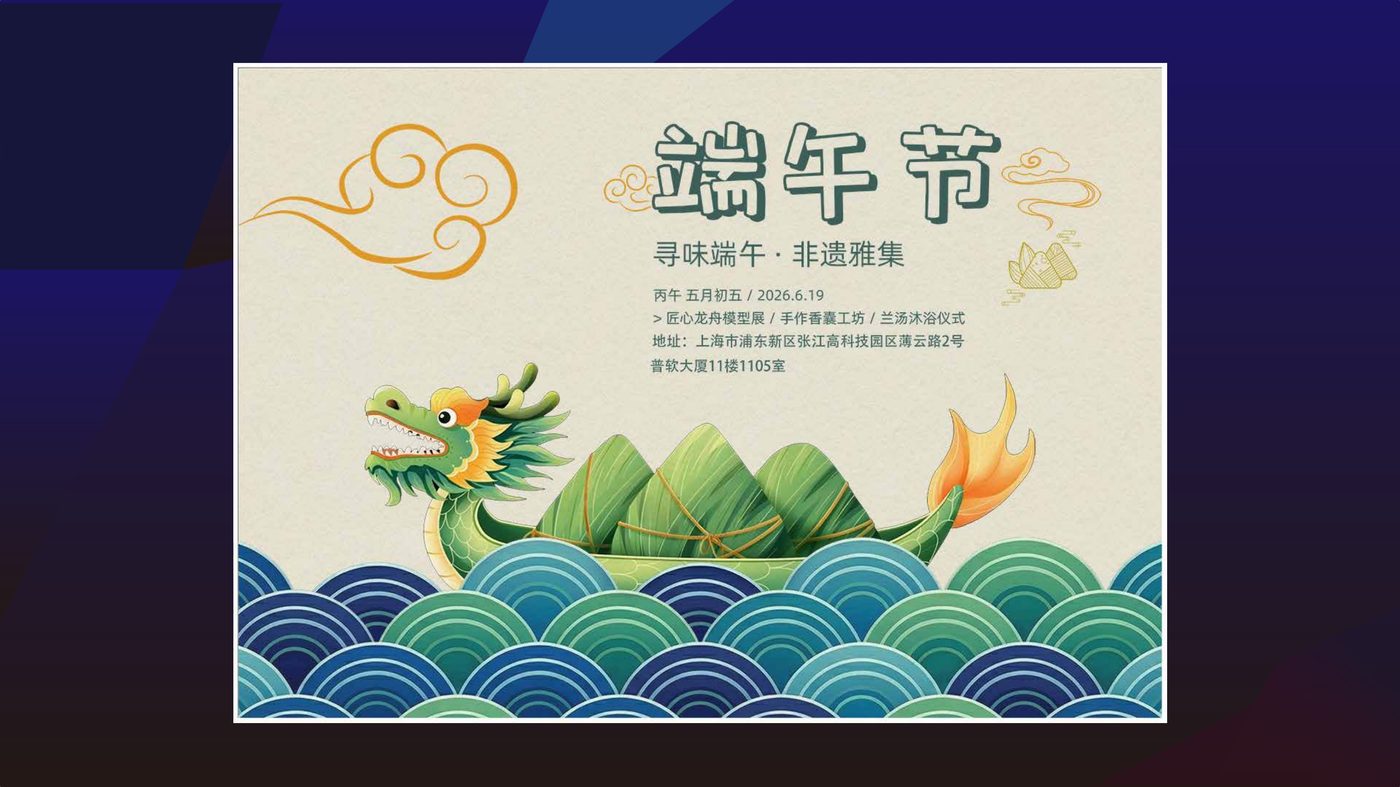 端午节
寻味端午·非遗雅集
丙午 五月初五 / 2026.6.19
> 匠心龙舟模型展 / 手作香囊工坊 / 兰汤沐浴仪式
地址：上海市浦东新区张江高科技园区薄云路2号
普软大厦11楼1105室